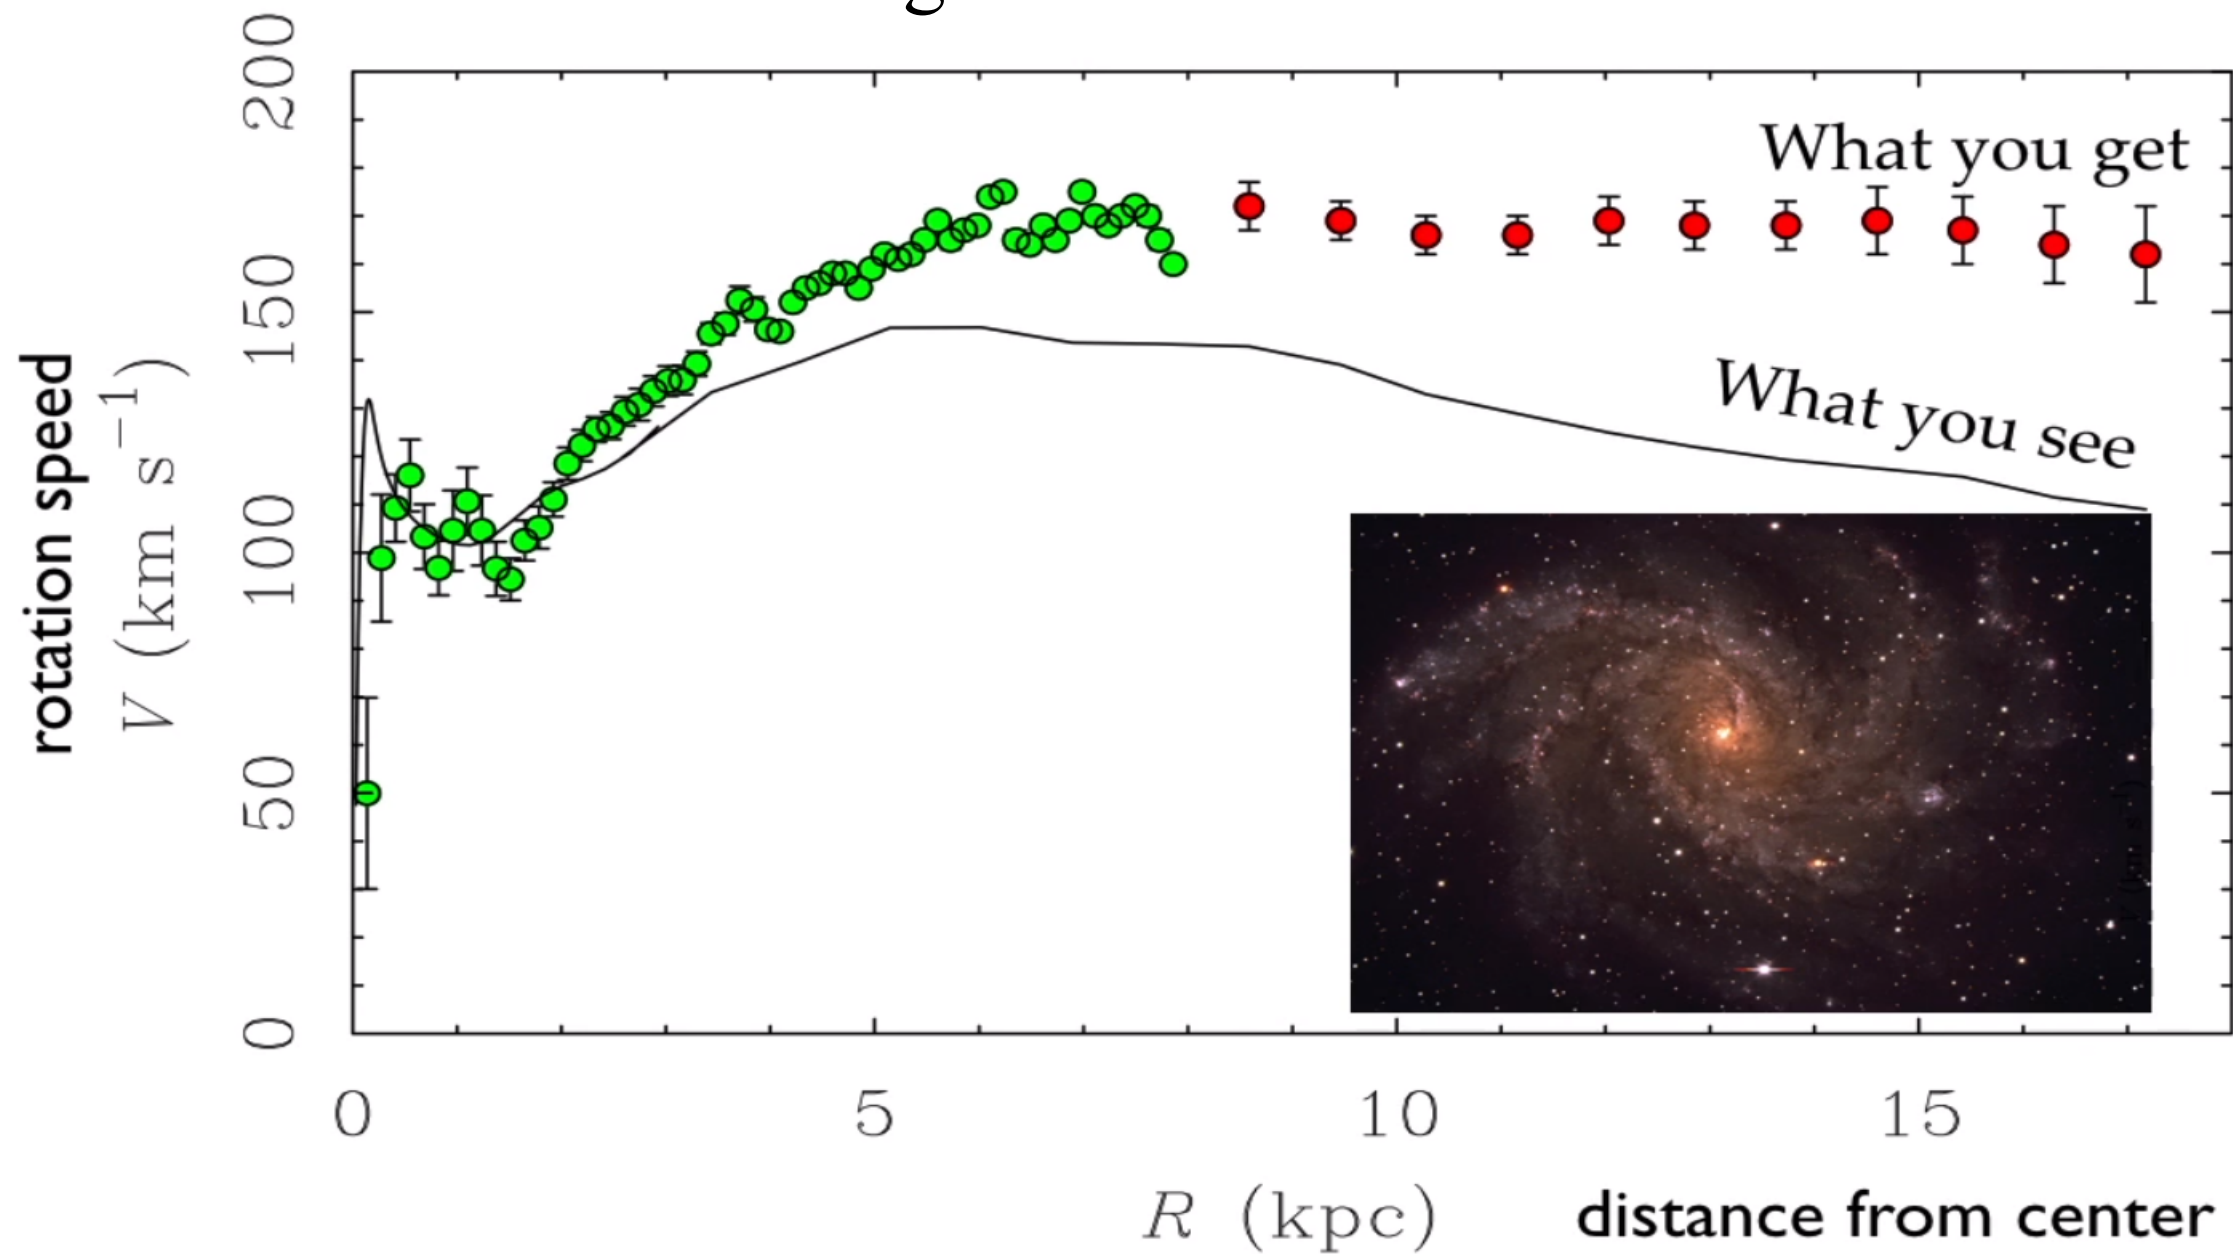 g
200
150
100
50
0
rotation speed
V (km s−1)
What you get
What you see
0 5 10 15
R (kpc) distance from center